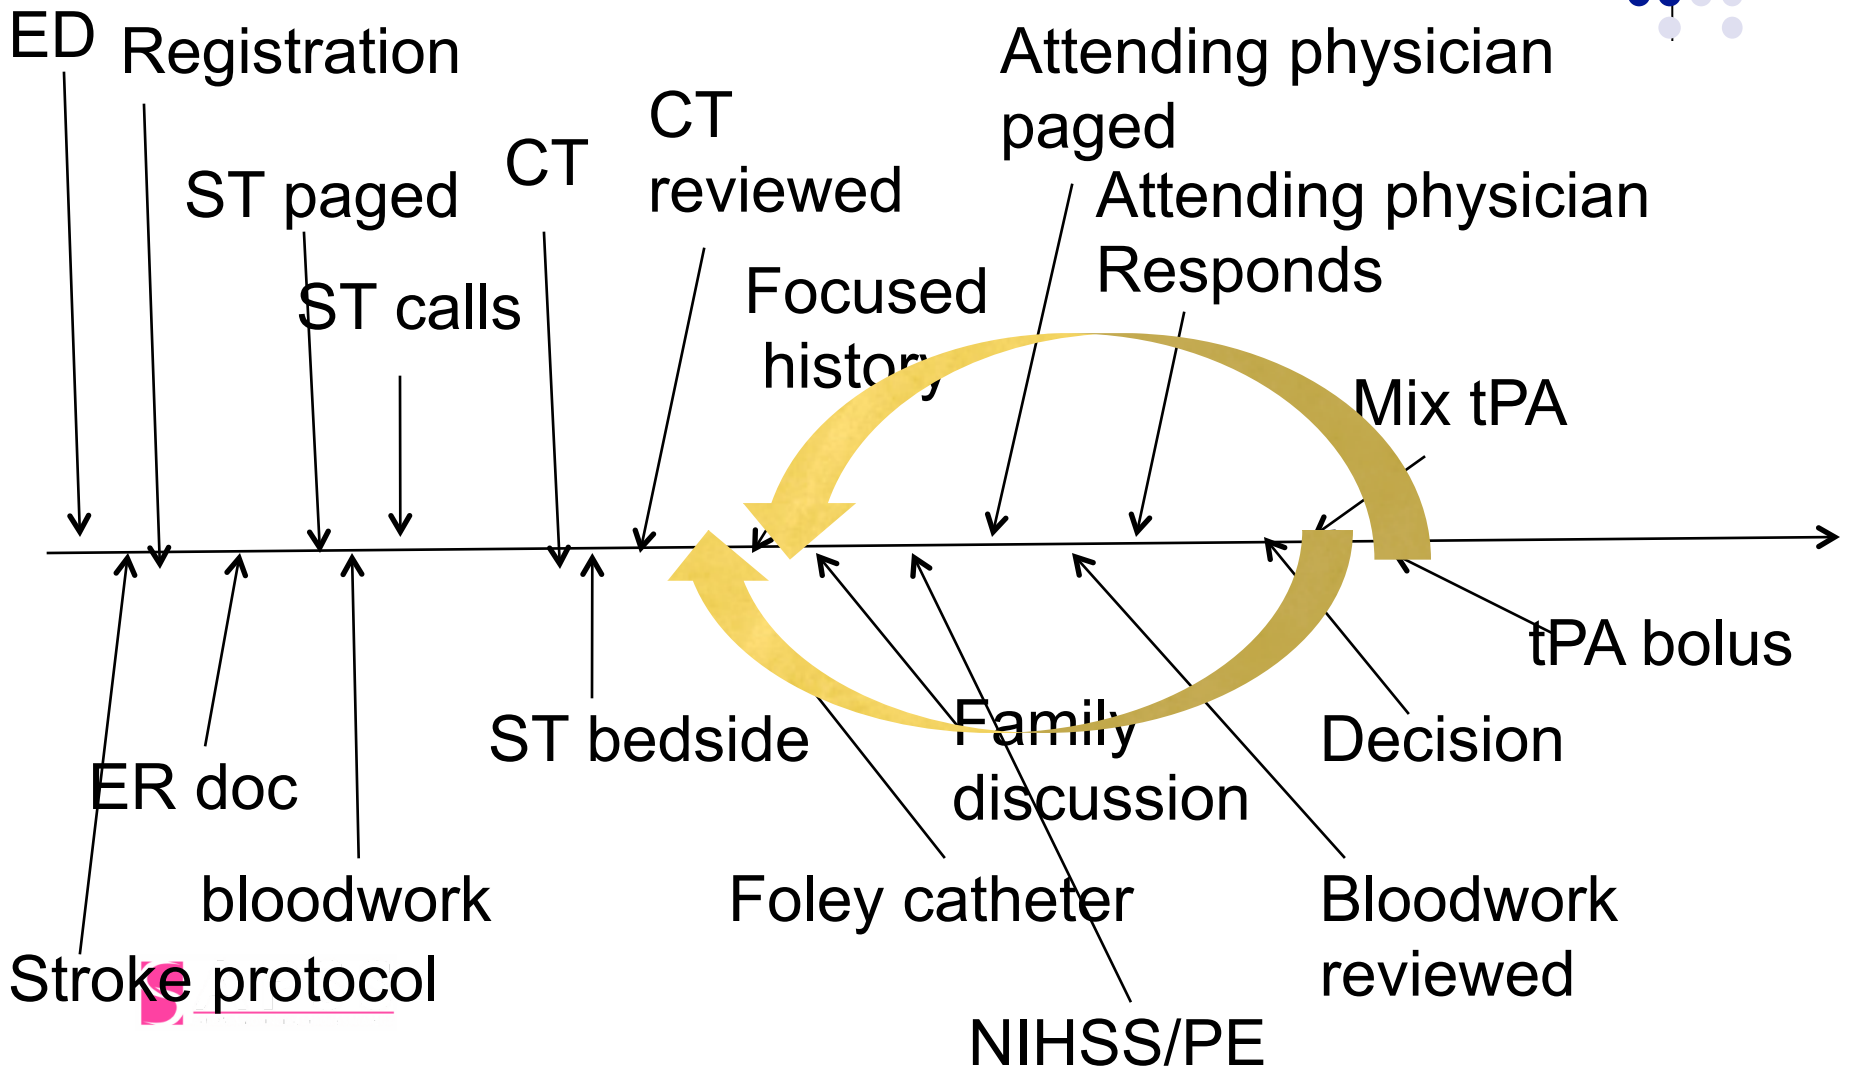 ED
Registration
ST paged
ST calls
CT
CT
reviewed
Focused
history
Attending physician
paged
Attending physician
Responds
Mix tPA
tPA bolus
ST bedside
Family
discussion
Decision
ER doc
bloodwork
Foley catheter
Bloodwork
reviewed
Stroke protocol
NIHSS/PE